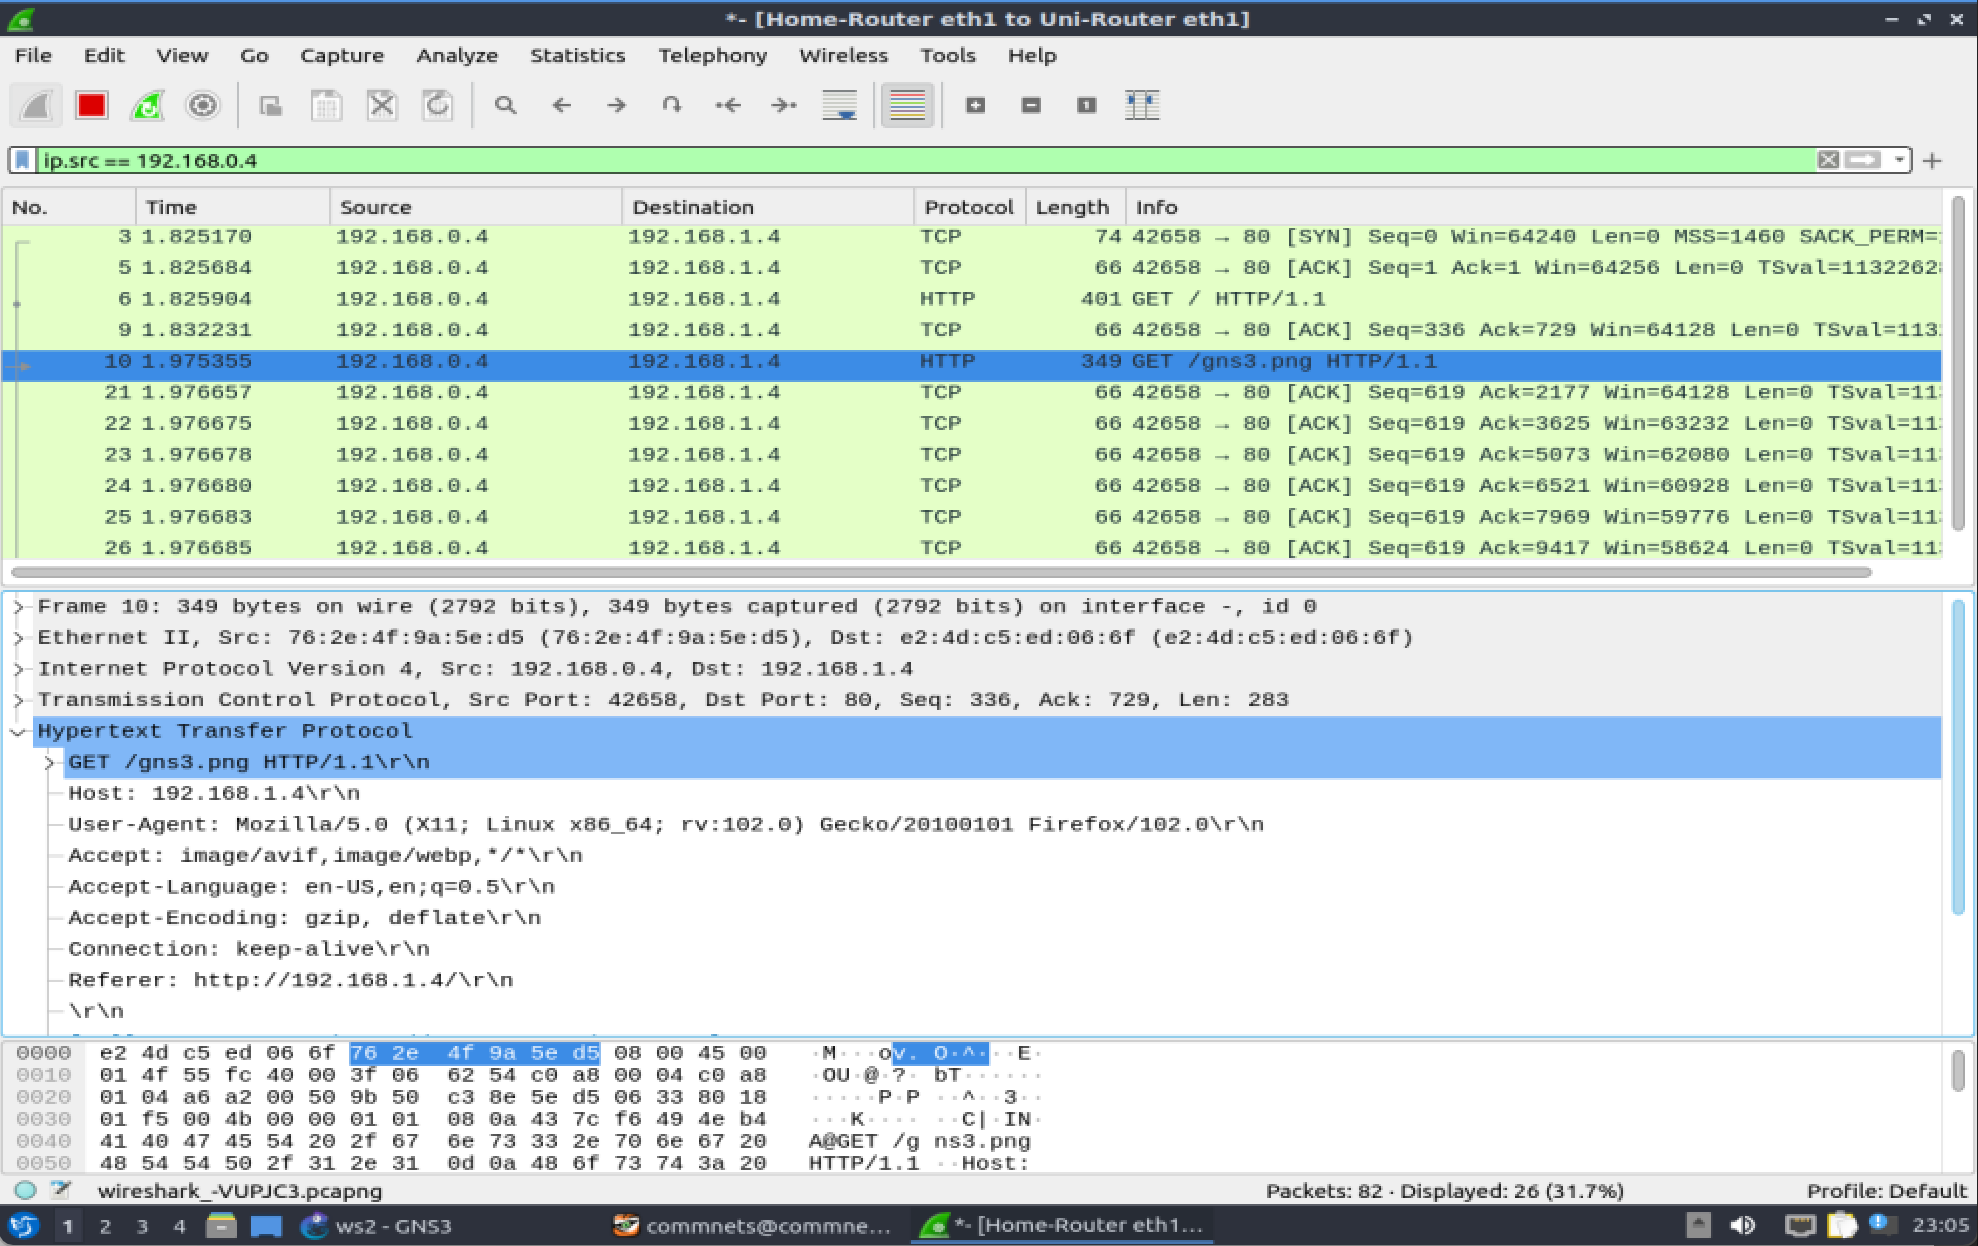 *- [Home-Router eth1 to Uni-Router eth1]
File Edit View Go Capture Analyze Statistics Telephony Wireless Tools Help
ip.src == 192.168.0.4
No. Time Source Destination Protocol Length Info
3 1.825170 192.168.0.4 192.168.1.4 TCP 74 42658 → 80 [SYN] Seq=0 Win=64240 Len=0 MSS=1460 SACK_PERM=
5 1.825684 192.168.0.4 192.168.1.4 TCP 66 42658 → 80 [ACK] Seq=1 Ack=1 Win=64256 Len=0 TSval=1132262
6 1.825904 192.168.0.4 192.168.1.4 HTTP 401 GET / HTTP/1.1
9 1.832231 192.168.0.4 192.168.1.4 TCP 66 42658 → 80 [ACK] Seq=336 Ack=729 Win=64128 Len=0 TSval=113
10 1.975355 192.168.0.4 192.168.1.4 HTTP 349 GET /gns3.png HTTP/1.1
21 1.976657 192.168.0.4 192.168.1.4 TCP 66 42658 → 80 [ACK] Seq=619 Ack=2177 Win=64128 Len=0 TSval=11
22 1.976675 192.168.0.4 192.168.1.4 TCP 66 42658 → 80 [ACK] Seq=619 Ack=3625 Win=63232 Len=0 TSval=11
23 1.976678 192.168.0.4 192.168.1.4 TCP 66 42658 → 80 [ACK] Seq=619 Ack=5073 Win=62080 Len=0 TSval=11
24 1.976680 192.168.0.4 192.168.1.4 TCP 66 42658 → 80 [ACK] Seq=619 Ack=6521 Win=60928 Len=0 TSval=11
25 1.976683 192.168.0.4 192.168.1.4 TCP 66 42658 → 80 [ACK] Seq=619 Ack=7969 Win=59776 Len=0 TSval=11
26 1.976685 192.168.0.4 192.168.1.4 TCP 66 42658 → 80 [ACK] Seq=619 Ack=9417 Win=58624 Len=0 TSval=11
Frame 10: 349 bytes on wire (2792 bits), 349 bytes captured (2792 bits) on interface -, id 0
Ethernet II, Src: 76:2e:4f:9a:5e:d5 (76:2e:4f:9a:5e:d5), Dst: e2:4d:c5:ed:06:6f (e2:4d:c5:ed:06:6f)
Internet Protocol Version 4, Src: 192.168.0.4, Dst: 192.168.1.4
Transmission Control Protocol, Src Port: 42658, Dst Port: 80, Seq: 336, Ack: 729, Len: 283
Hypertext Transfer Protocol
GET /gns3.png HTTP/1.1\r\n
Host: 192.168.1.4\r\n
User-Agent: Mozilla/5.0 (X11; Linux x86_64; rv:102.0) Gecko/20100101 Firefox/102.0\r\n
Accept: image/avif,image/webp,*/*\r\n
Accept-Language: en-US,en;q=0.5\r\n
Accept-Encoding: gzip, deflate\r\n
Connection: keep-alive\r\n
Referer: http://192.168.1.4/\r\n
\r\n
0000 e2 4d c5 ed 06 6f 76 2e 4f 9a 5e d5 08 00 45 00 ·M···ov. O·^···E·
0010 01 4f 55 fc 40 00 3f 06 62 54 c0 a8 00 04 c0 a8 ·OU·@·?· bT······
0020 01 04 a6 a2 00 50 9b 50 c3 8e 5e d5 06 33 80 18 ·····P·P ··^··3··
0030 01 f5 00 4b 00 00 01 01 08 0a 43 7c f6 49 4e b4 ···K···· ··C|·IN·
0040 41 40 47 45 54 20 2f 67 6e 73 33 2e 70 6e 67 20 A@GET /g ns3.png
0050 48 54 54 50 2f 31 2e 31 0d 0a 48 6f 73 74 3a 20 HTTP/1.1 ··Host:
wireshark_-VUPJC3.pcapng Packets: 82 · Displayed: 26 (31.7%) Profile: Default
1 2 3 4 ws2 - GNS3 commnets@commne... *- [Home-Router eth1... 23:05